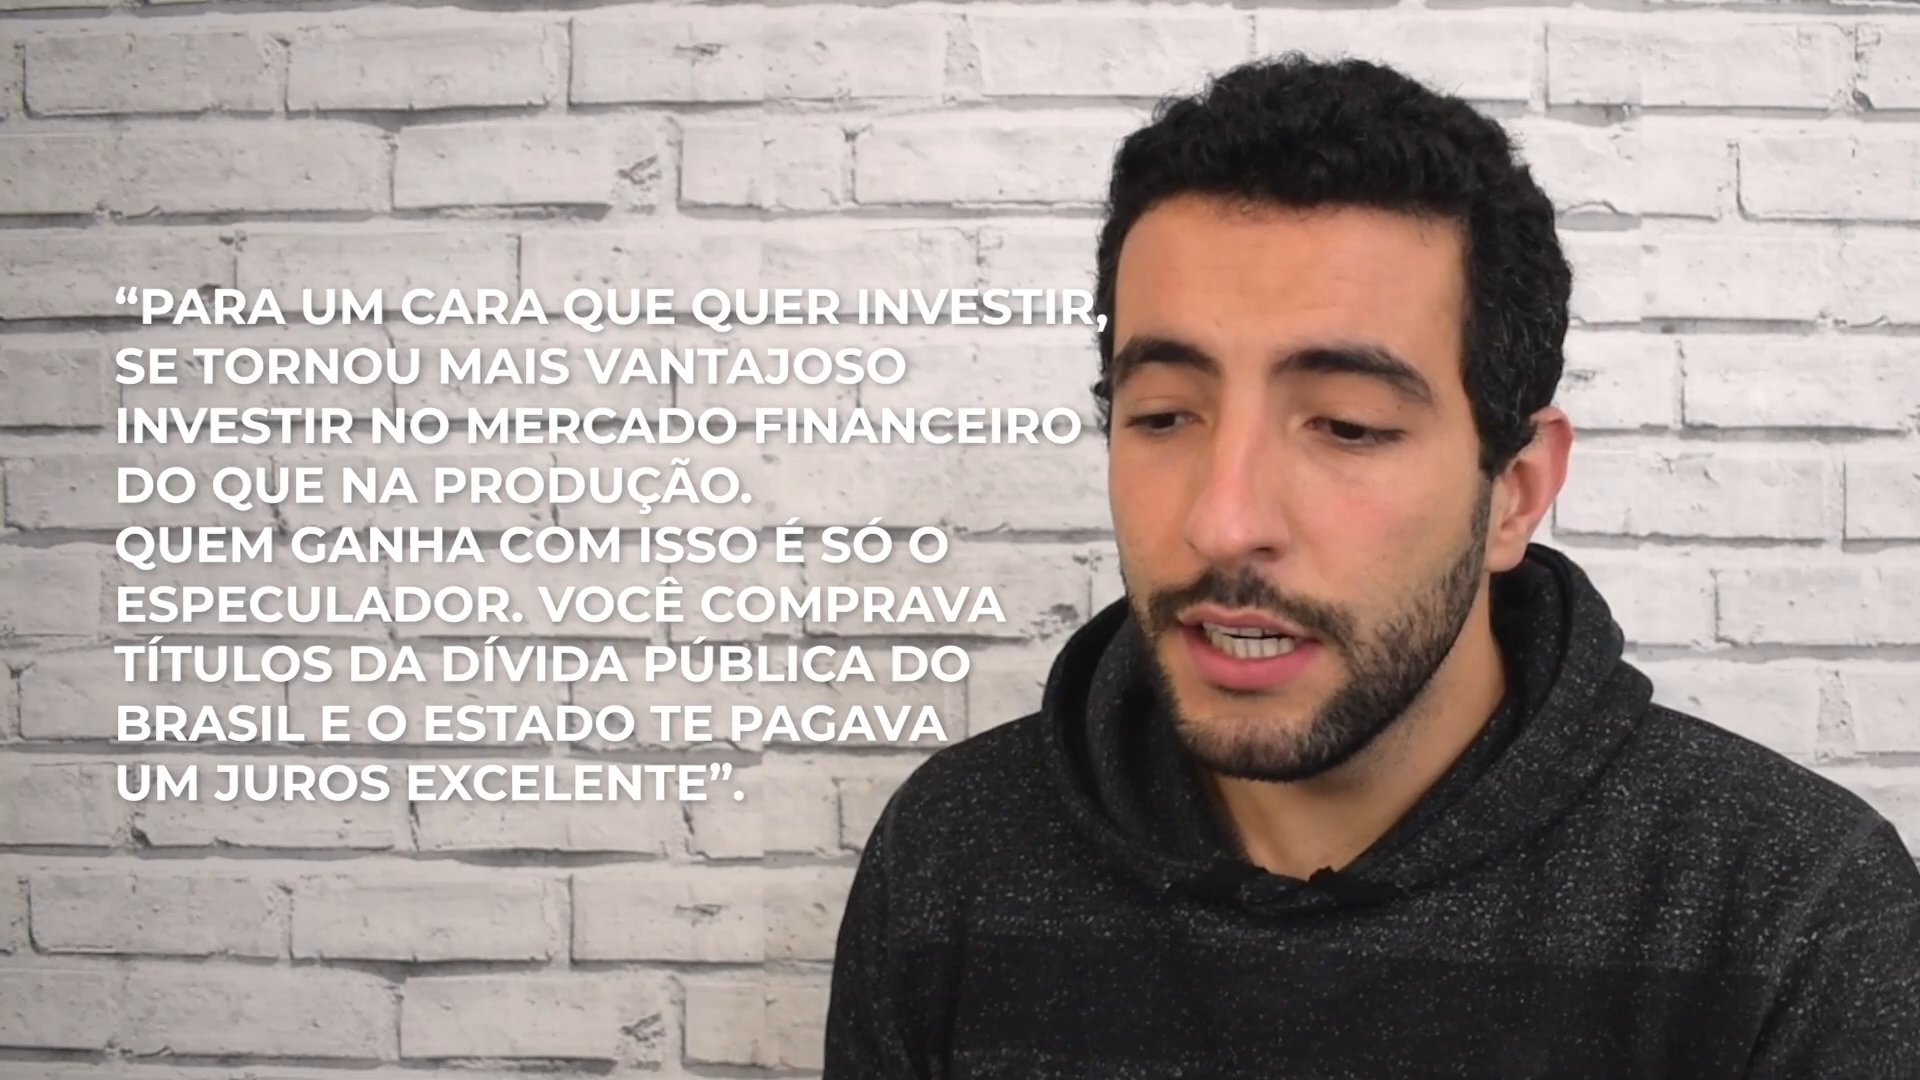 “PARA UM CARA QUE QUER INVESTIR,
SE TORNOU MAIS VANTAJOSO
INVESTIR NO MERCADO FINANCEIRO
DO QUE NA PRODUÇÃO.
QUEM GANHA COM ISSO É SÓ O
ESPECULADOR. VOCÊ COMPRAVA
TÍTULOS DA DÍVIDA PÚBLICA DO
BRASIL E O ESTADO TE PAGAVA
UM JUROS EXCELENTE”.